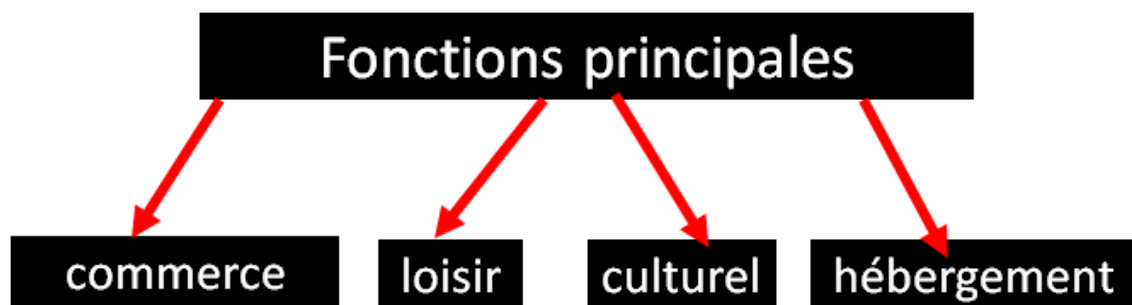 Fonctions principales
commerce
loisir
culturel
hébergement